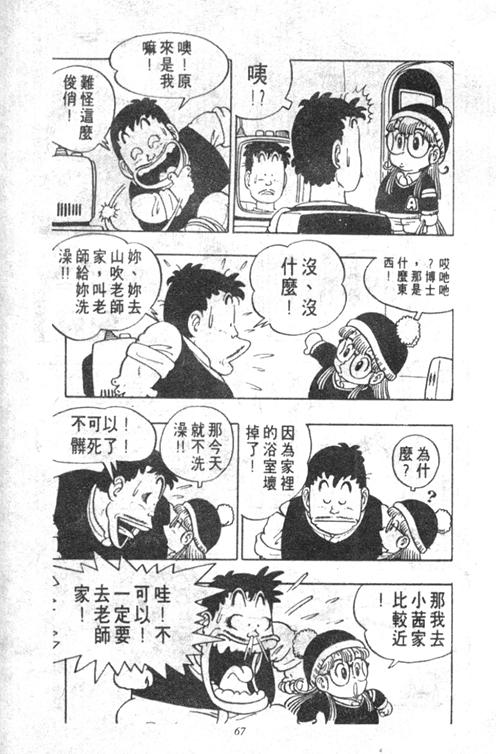 咦
!?
噢！原
來是我
嘛！
難怪這麼
俊俏！
哎吔吔
？博士
，那是
什麼東
西！
沒、沒
什麼！
妳、妳去
山吹老師
家，叫老
師給妳洗
澡!!
為什
麼？
?
因為家裡
的浴室壞
掉了！
那今天
就不洗
澡!!
不可以！
髒死了！
那我去
小茜家
比較近
！
哇！不
可以！
一定要
去老師
家！
67